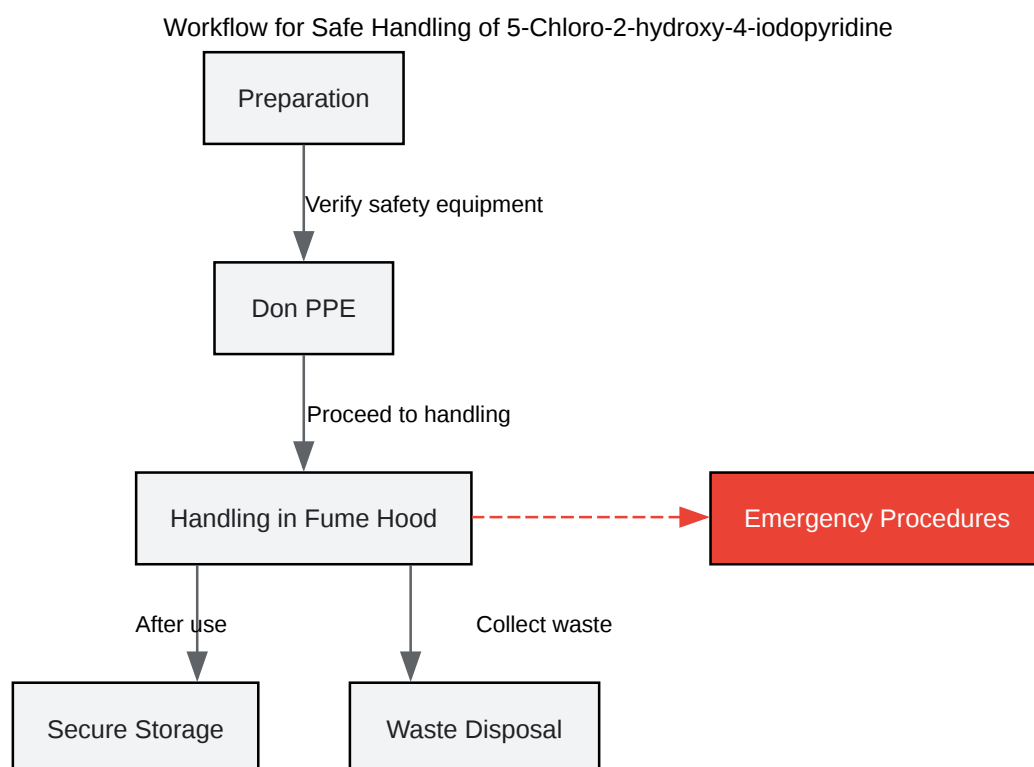 Workflow for Safe Handling of 5-Chloro-2-hydroxy-4-iodopyridine
Preparation
Verify safety equipment
Don PPE
Proceed to handling
Handling in Fume Hood
Emergency Procedures
After use
Collect waste
Secure Storage
Waste Disposal